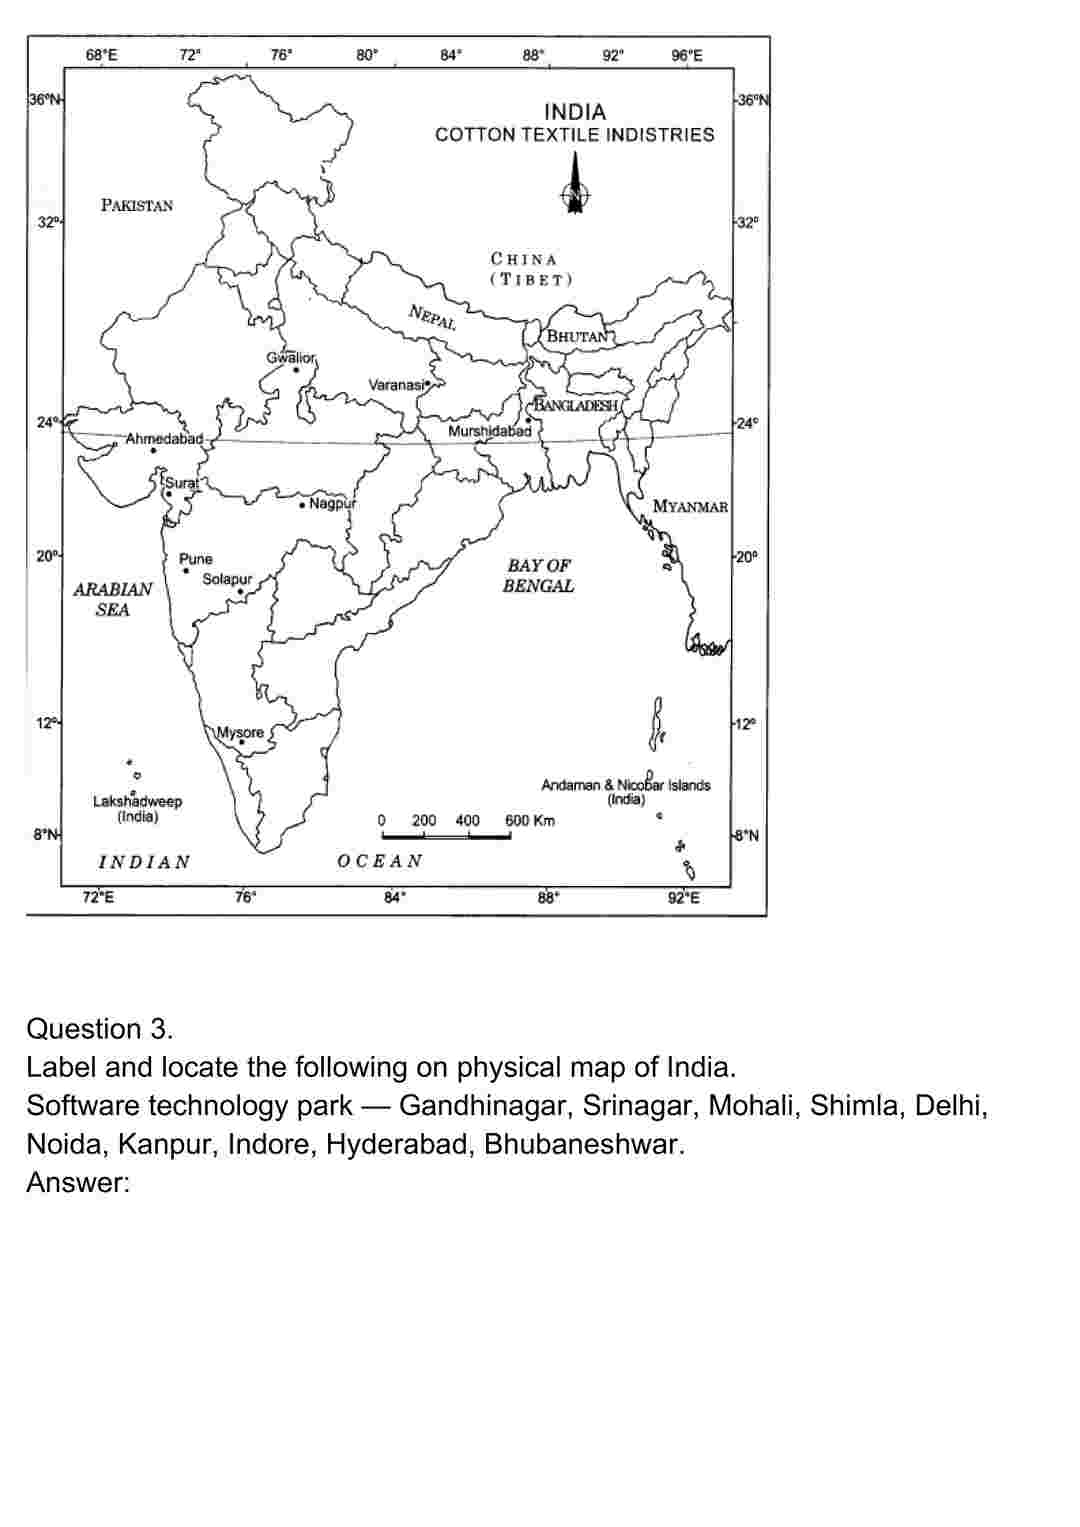 68°E 72° 76° 80° 84° 88° 92° 96°E
36°N 36°N
INDIA
COTTON TEXTILE INDISTRIES
N
PAKISTAN
32° 32°
CHINA
(TIBET)
NEPAL
BHUTAN
Gwalior
Varanasi
BANGLADESH
24° 24°
Murshidabad
Ahmedabad
Surat
Nagpur
MYANMAR
20° 20°
Pune
BAY OF
BENGAL
Solapur
ARABIAN
SEA
12° 12°
Mysore
Andaman & Nicobar Islands
(India)
Lakshadweep
(India)
0 200 400 600 Km
8°N 8°N
INDIAN OCEAN
72°E 76° 84° 88° 92°E
Question 3.
Label and locate the following on physical map of India.
Software technology park — Gandhinagar, Srinagar, Mohali, Shimla, Delhi,
Noida, Kanpur, Indore, Hyderabad, Bhubaneshwar.
Answer: